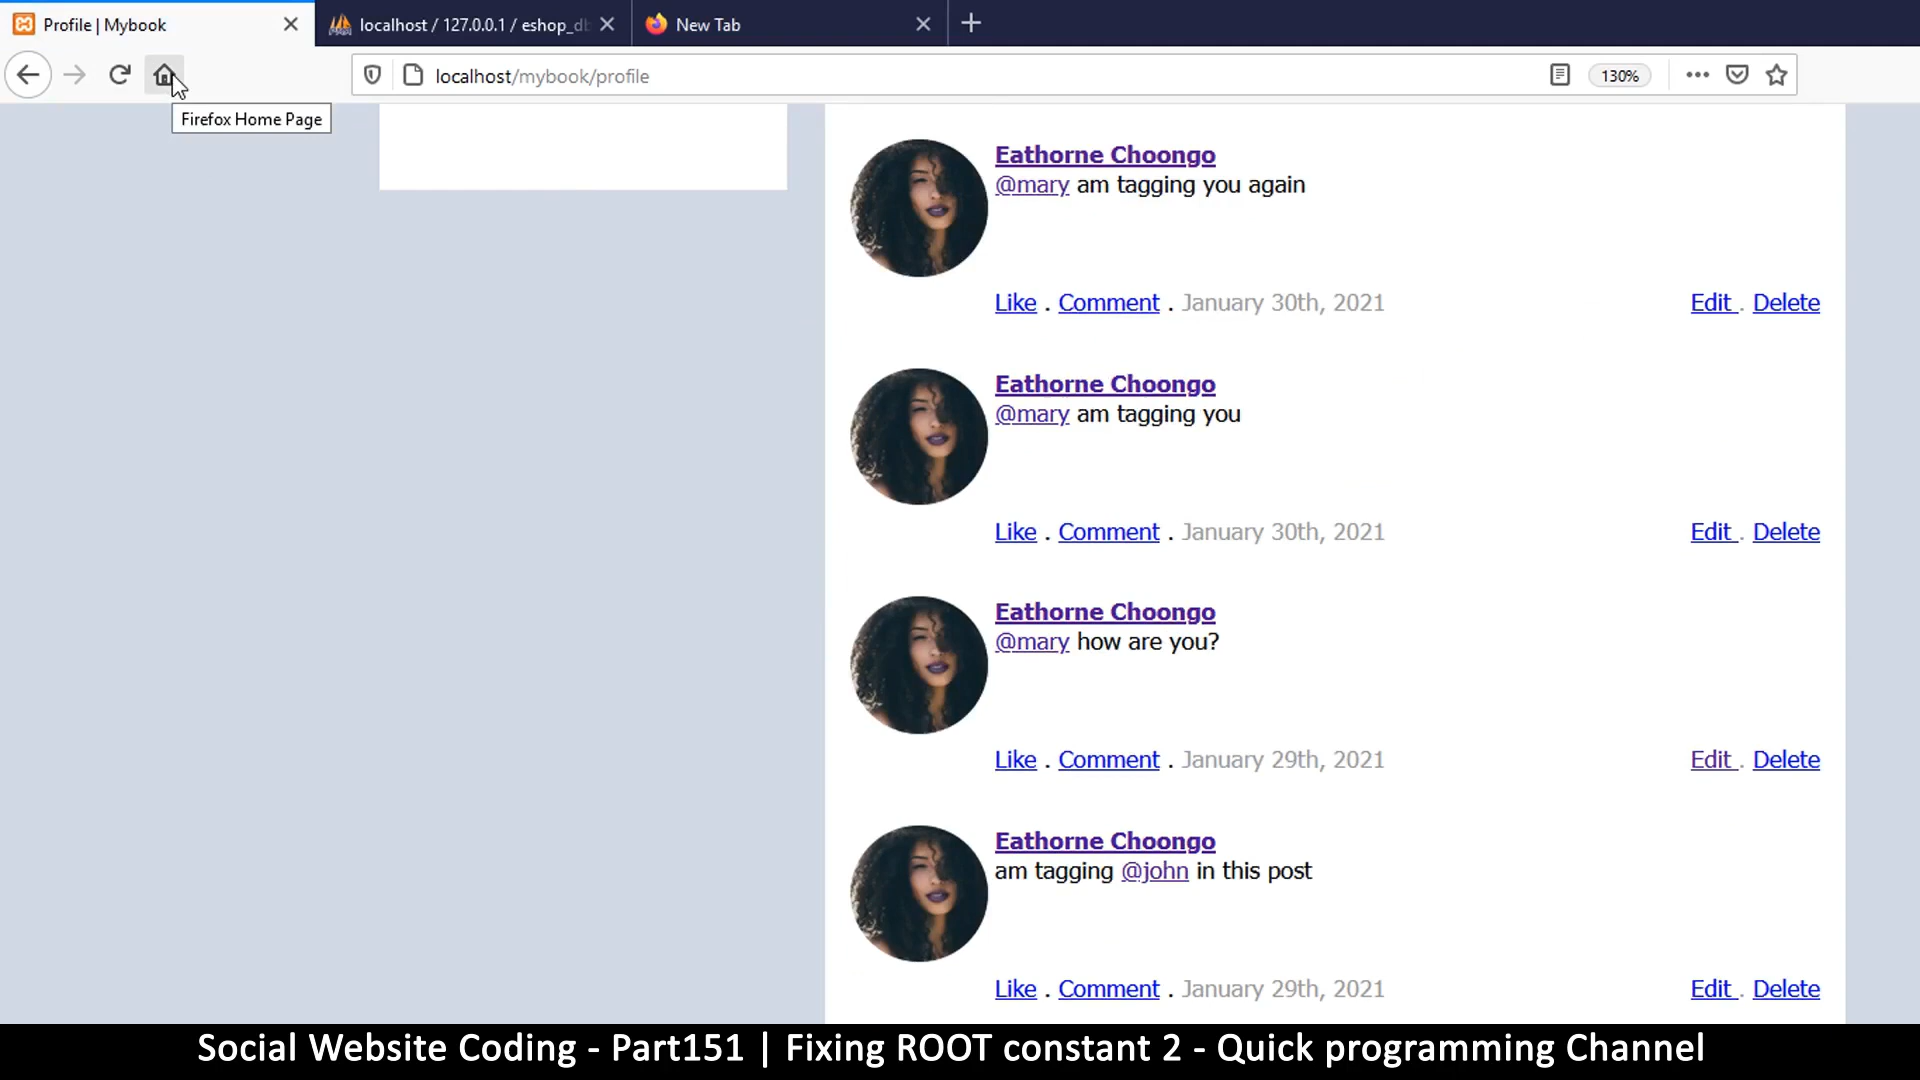 Profile | Mybook
localhost / 127.0.0.1 / eshop_db
New Tab
localhost/mybook/profile
130%
Firefox Home Page
Eathorne Choongo
@mary am tagging you again
Like . Comment . January 30th, 2021
Edit . Delete
Eathorne Choongo
@mary am tagging you
Like . Comment . January 30th, 2021
Edit . Delete
Eathorne Choongo
@mary how are you?
Like . Comment . January 29th, 2021
Edit . Delete
Eathorne Choongo
am tagging @john in this post
Like . Comment . January 29th, 2021
Edit . Delete
Social Website Coding - Part151 | Fixing ROOT constant 2 - Quick programming Channel